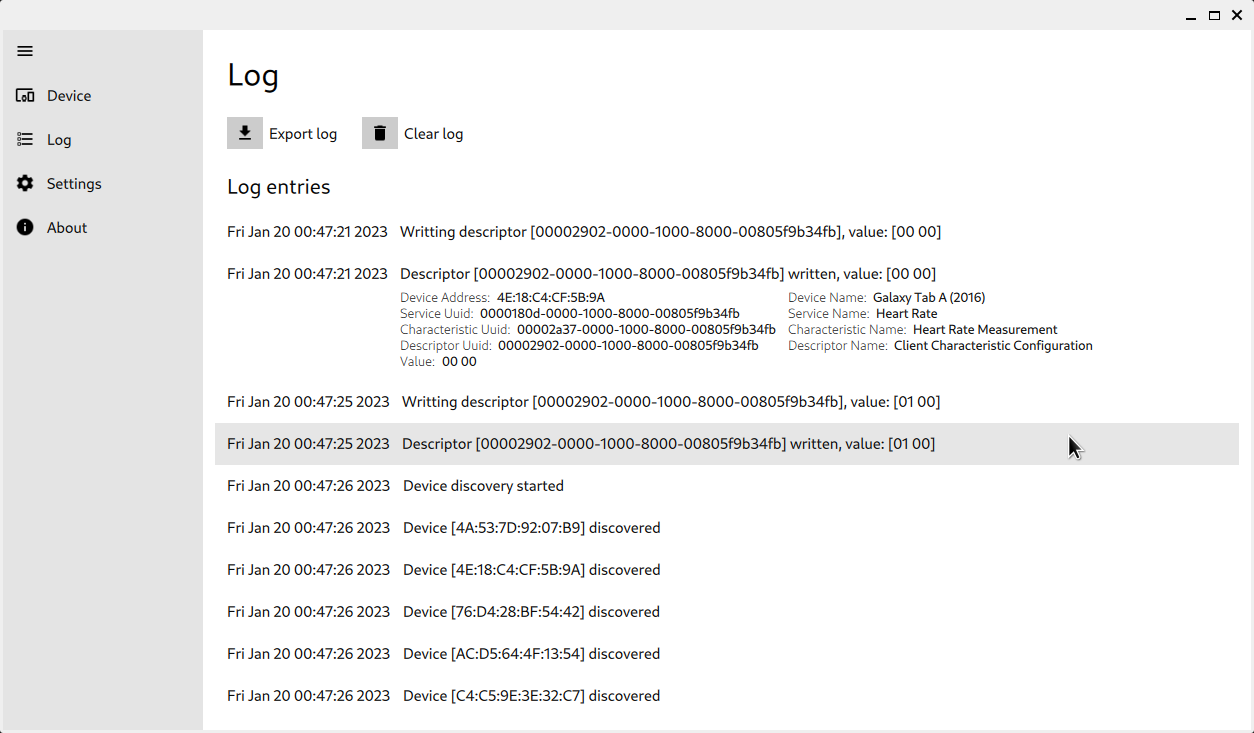 Device
Log
Settings
About
Log
Export log Clear log
Log entries
Fri Jan 20 00:47:21 2023 Writting descriptor [00002902-0000-1000-8000-00805f9b34fb], value: [00 00]
Fri Jan 20 00:47:21 2023 Descriptor [00002902-0000-1000-8000-00805f9b34fb] written, value: [00 00]
Device Address: 4E:18:C4:CF:5B:9A Device Name: Galaxy Tab A (2016)
Service Uuid: 0000180d-0000-1000-8000-00805f9b34fb Service Name: Heart Rate
Characteristic Uuid: 00002a37-0000-1000-8000-00805f9b34fb Characteristic Name: Heart Rate Measurement
Descriptor Uuid: 00002902-0000-1000-8000-00805f9b34fb Descriptor Name: Client Characteristic Configuration
Value: 00 00
Fri Jan 20 00:47:25 2023 Writting descriptor [00002902-0000-1000-8000-00805f9b34fb], value: [01 00]
Fri Jan 20 00:47:25 2023 Descriptor [00002902-0000-1000-8000-00805f9b34fb] written, value: [01 00]
Fri Jan 20 00:47:26 2023 Device discovery started
Fri Jan 20 00:47:26 2023 Device [4A:53:7D:92:07:B9] discovered
Fri Jan 20 00:47:26 2023 Device [4E:18:C4:CF:5B:9A] discovered
Fri Jan 20 00:47:26 2023 Device [76:D4:28:BF:54:42] discovered
Fri Jan 20 00:47:26 2023 Device [AC:D5:64:4F:13:54] discovered
Fri Jan 20 00:47:26 2023 Device [C4:C5:9E:3E:32:C7] discovered